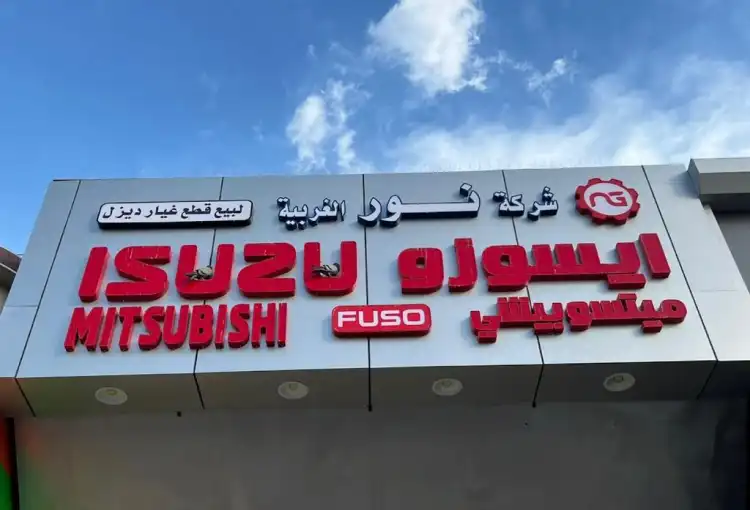 شركة نور الغربية
لبيع قطع غيار ديزل
ايسوزو ISUZU
ميتسوبيشي FUSO MITSUBISHI